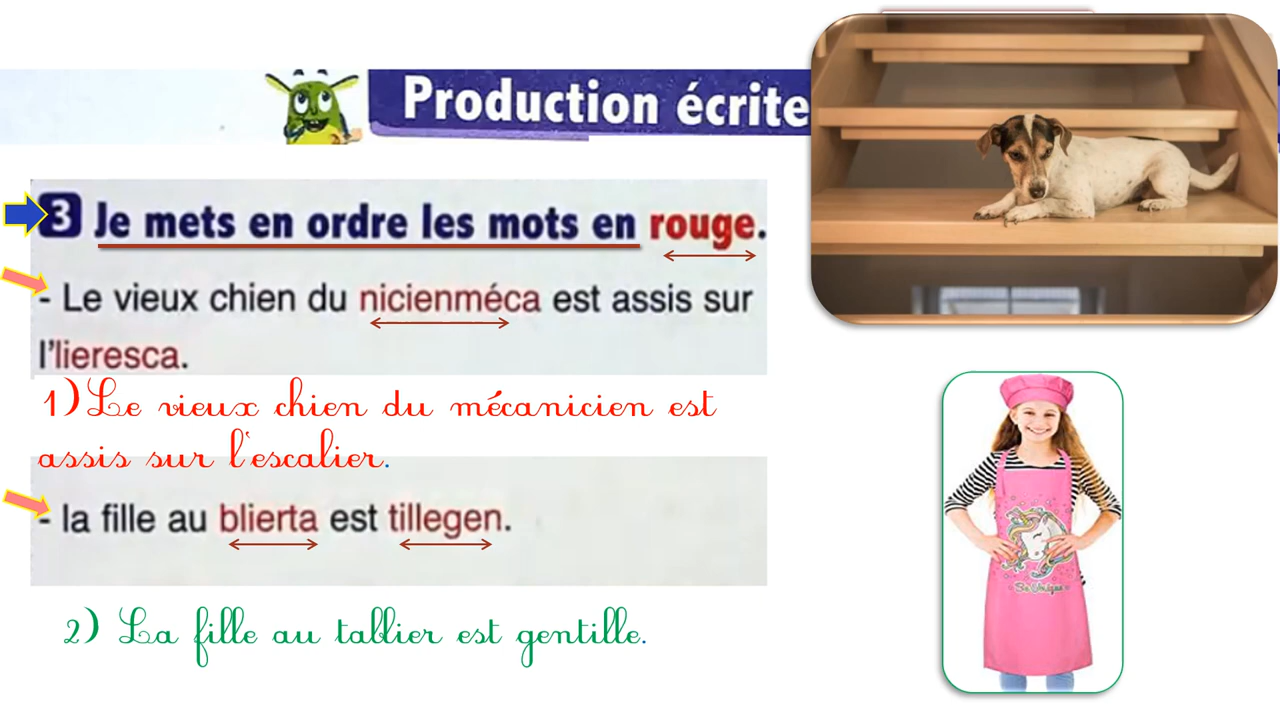 Production écrite
3 Je mets en ordre les mots en rouge.
- Le vieux chien du nicienméca est assis sur
l'lieresca.
1) Le vieux chien du mécanicien est
assis sur l'escalier.
- la fille au blierta est tillegen.
2) La fille au tablier est gentille.